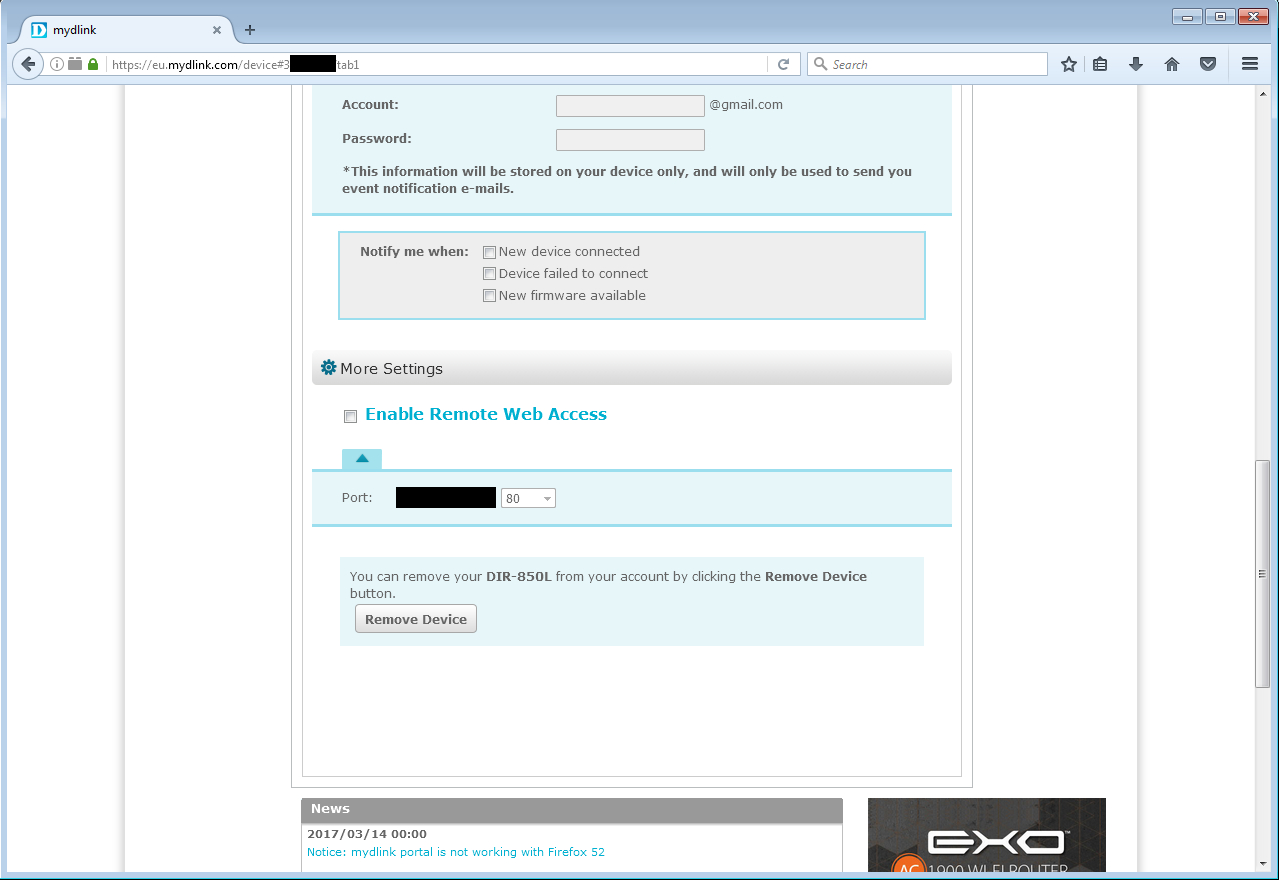 mydlink
https://eu.mydlink.com/device#3 tab1
Search
Account: @gmail.com
Password:
*This information will be stored on your device only, and will only be used to send you
event notification e-mails.
Notify me when: New device connected
Device failed to connect
New firmware available
More Settings
Enable Remote Web Access
Port: 80
You can remove your DIR-850L from your account by clicking the Remove Device
button.
Remove Device
News
2017/03/14 00:00
Notice: mydlink portal is not working with Firefox 52
EXO™
AC 1900 WI-FI ROUTER